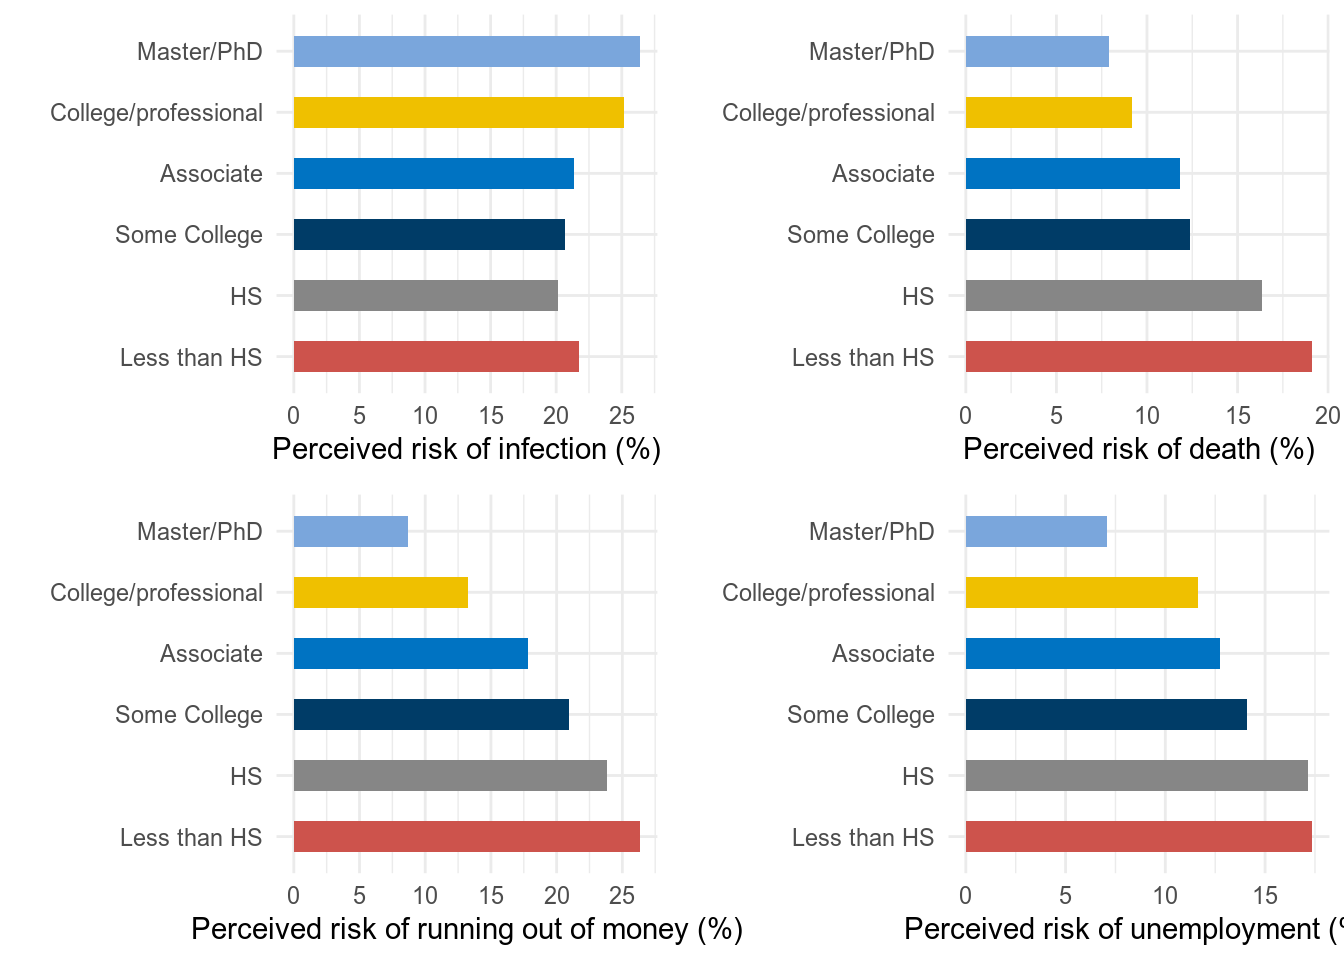 Master/PhD
College/professional
Associate
Some College
HS
Less than HS
0 5 10 15 20 25
Perceived risk of infection (%)
Master/PhD
College/professional
Associate
Some College
HS
Less than HS
0 5 10 15 20
Perceived risk of death (%)
Master/PhD
College/professional
Associate
Some College
HS
Less than HS
0 5 10 15 20 25
Perceived risk of running out of money (%)
Master/PhD
College/professional
Associate
Some College
HS
Less than HS
0 5 10 15
Perceived risk of unemployment (%